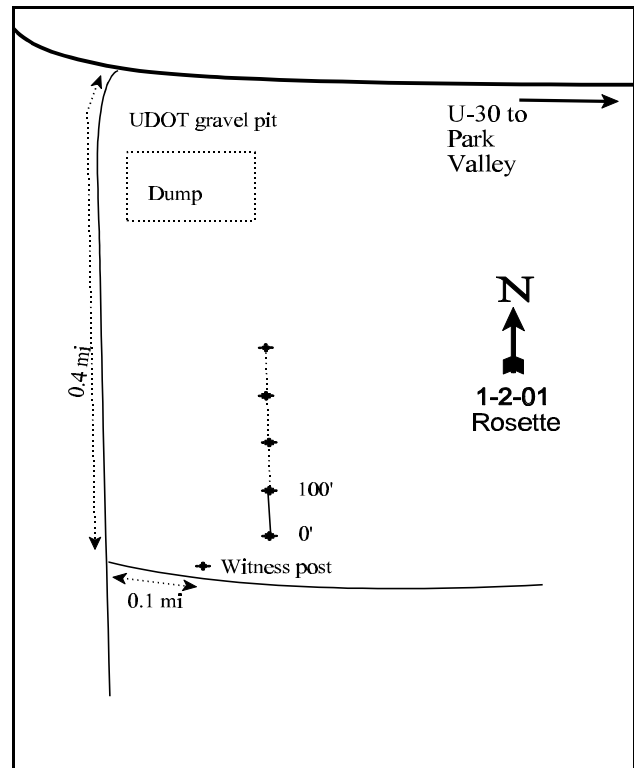 UDOT gravel pit
U-30 to
Park
Valley
Dump
N
0.4 mi
1-2-01
Rosette
100'
0'
Witness post
0.1 mi